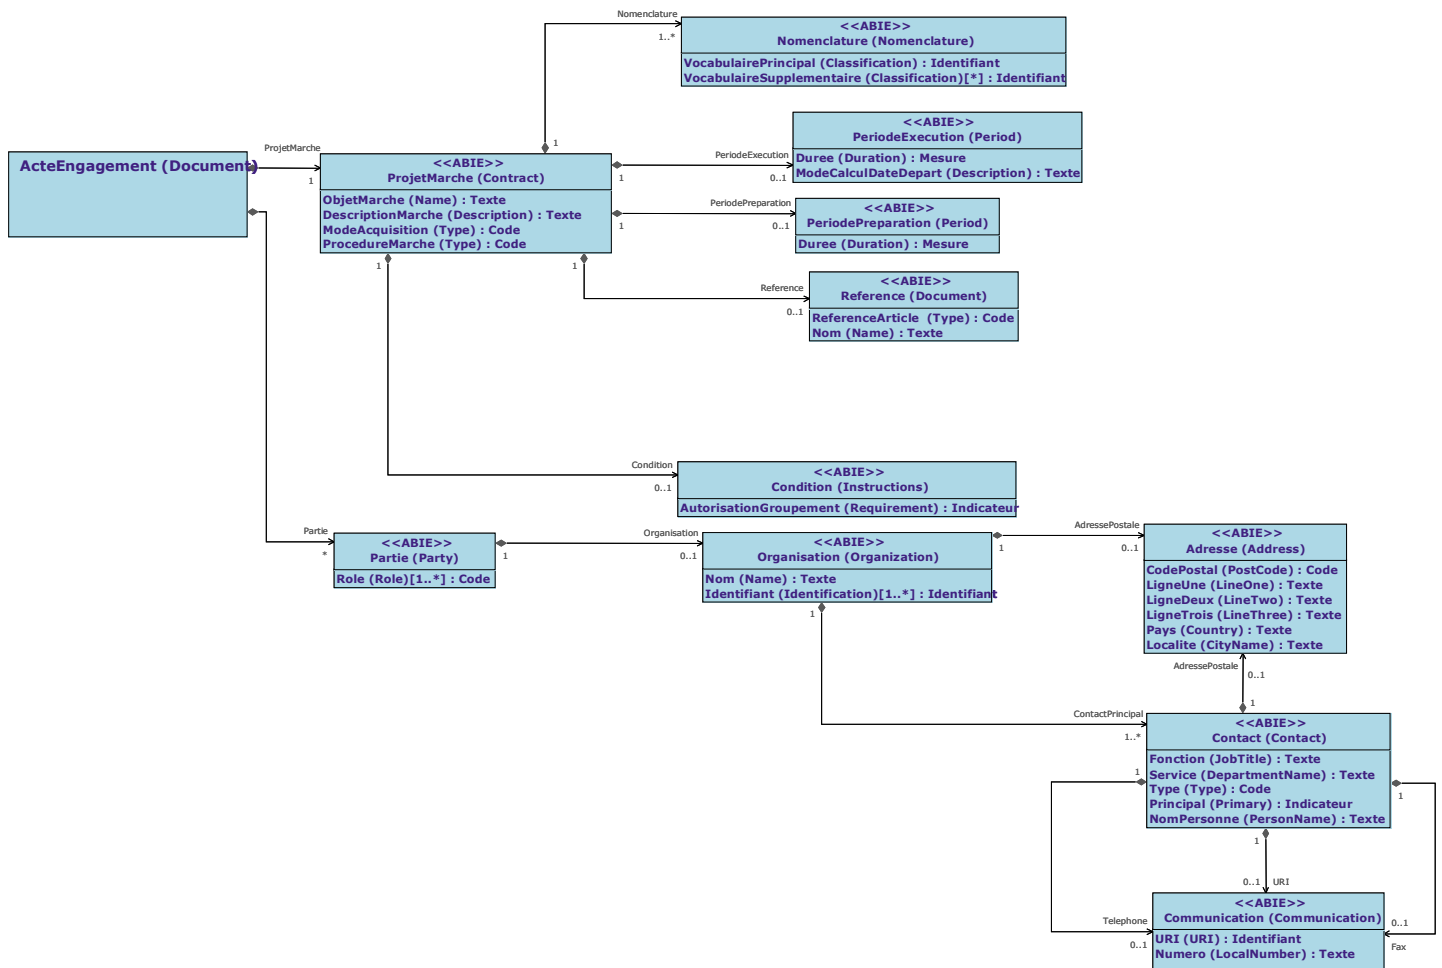 Nomenclature
1..*
<<ABIE>>
Nomenclature (Nomenclature)
VocabulairePrincipal (Classification) : Identifiant
VocabulaireSupplementaire (Classification)[*] : Identifiant
1
ActeEngagement (Document)
ProjetMarche
1
<<ABIE>>
ProjetMarche (Contract)
ObjetMarche (Name) : Texte
DescriptionMarche (Description) : Texte
ModeAcquisition (Type) : Code
ProcedureMarche (Type) : Code
1
PeriodeExecution
0..1
<<ABIE>>
PeriodeExecution (Period)
Duree (Duration) : Mesure
ModeCalculDateDepart (Description) : Texte
1
PeriodePreparation
0..1
<<ABIE>>
PeriodePreparation (Period)
Duree (Duration) : Mesure
1
1
Reference
0..1
<<ABIE>>
Reference (Document)
ReferenceArticle (Type) : Code
Nom (Name) : Texte
Condition
0..1
<<ABIE>>
Condition (Instructions)
AutorisationGroupement (Requirement) : Indicateur
Partie
*
<<ABIE>>
Partie (Party)
Role (Role)[1..*] : Code
1
Organisation
0..1
<<ABIE>>
Organisation (Organization)
Nom (Name) : Texte
Identifiant (Identification)[1..*] : Identifiant
1
AdressePostale
0..1
<<ABIE>>
Adresse (Address)
CodePostal (PostCode) : Code
LigneUne (LineOne) : Texte
LigneDeux (LineTwo) : Texte
LigneTrois (LineThree) : Texte
Pays (Country) : Texte
Localite (CityName) : Texte
1
AdressePostale
0..1
1
ContactPrincipal
1..*
<<ABIE>>
Contact (Contact)
Fonction (JobTitle) : Texte
Service (DepartmentName) : Texte
Type (Type) : Code
Principal (Primary) : Indicateur
NomPersonne (PersonName) : Texte
1
1
1
0..1
URI
<<ABIE>>
Communication (Communication)
URI (URI) : Identifiant
Numero (LocalNumber) : Texte
Telephone
0..1
0..1
Fax